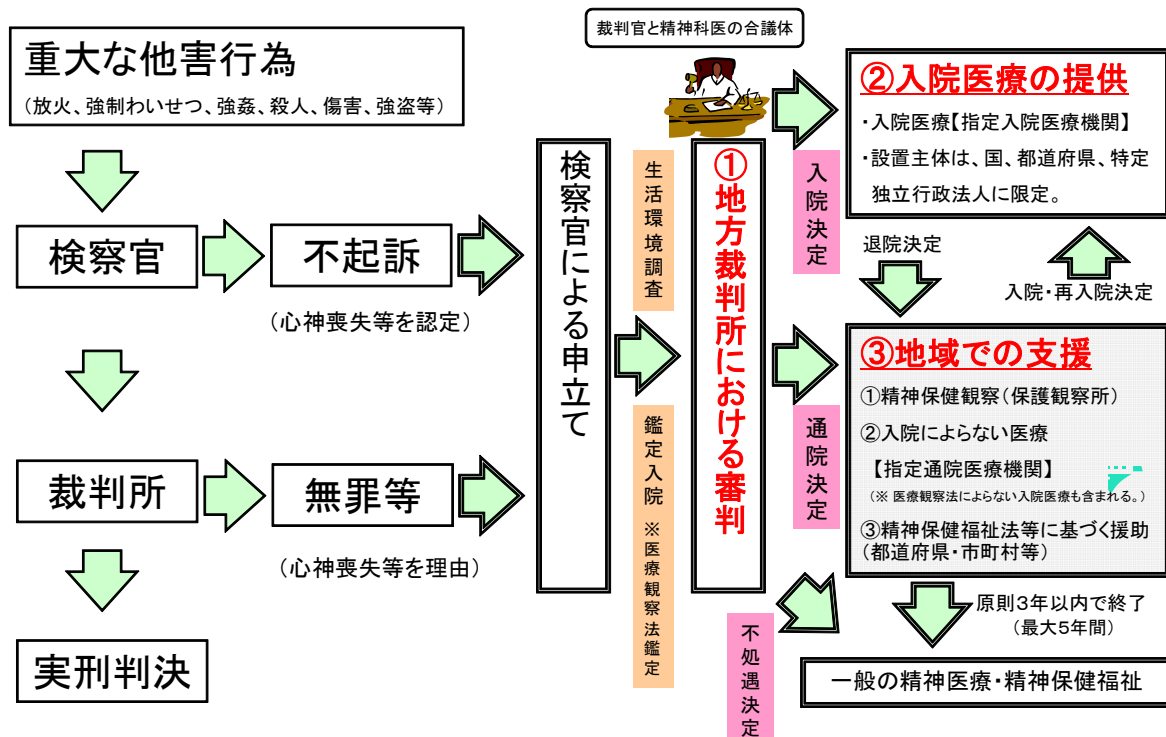 裁判官と精神科医の合議体
重大な他害行為
（放火、強制わいせつ、強姦、殺人、傷害、強盗等）
検察官
不起訴
（心神喪失等を認定）
裁判所
無罪等
（心神喪失等を理由）
実刑判決
検察官による申立て
生活環境調査
鑑定入院 ※医療観察法鑑定
①地方裁判所における審判
入院決定
通院決定
不処遇決定
②入院医療の提供
・入院医療【指定入院医療機関】
・設置主体は、国、都道府県、特定
独立行政法人に限定。
退院決定
入院・再入院決定
③地域での支援
①精神保健観察（保護観察所）
②入院によらない医療
【指定通院医療機関】
（※ 医療観察法によらない入院医療も含まれる。）
③精神保健福祉法等に基づく援助
（都道府県・市町村等）
原則３年以内で終了
（最大５年間）
一般の精神医療・精神保健福祉